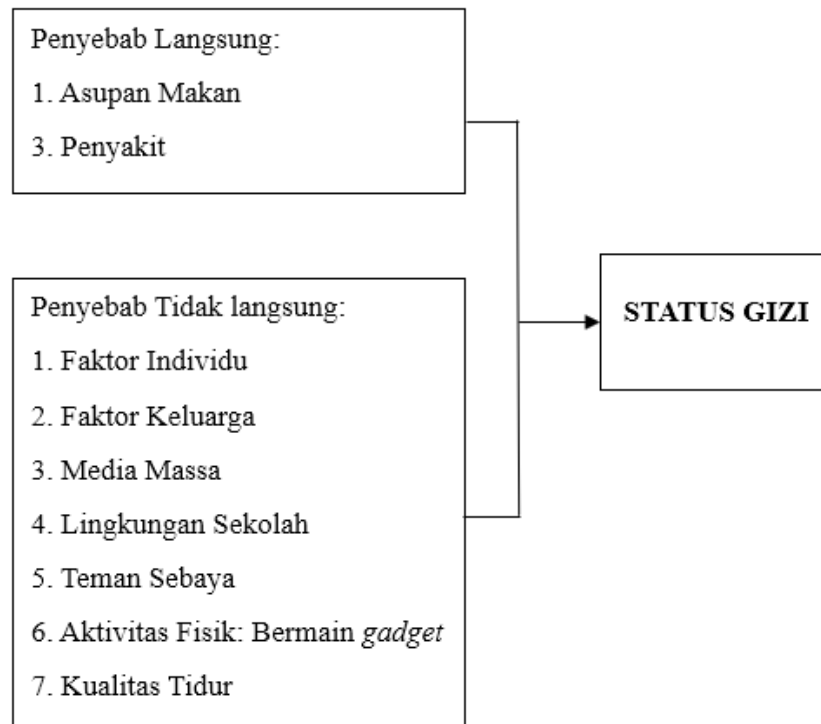 Penyebab Langsung:
1. Asupan Makan
3. Penyakit
Penyebab Tidak langsung:
1. Faktor Individu
2. Faktor Keluarga
3. Media Massa
4. Lingkungan Sekolah
5. Teman Sebaya
6. Aktivitas Fisik: Bermain gadget
7. Kualitas Tidur
STATUS GIZI